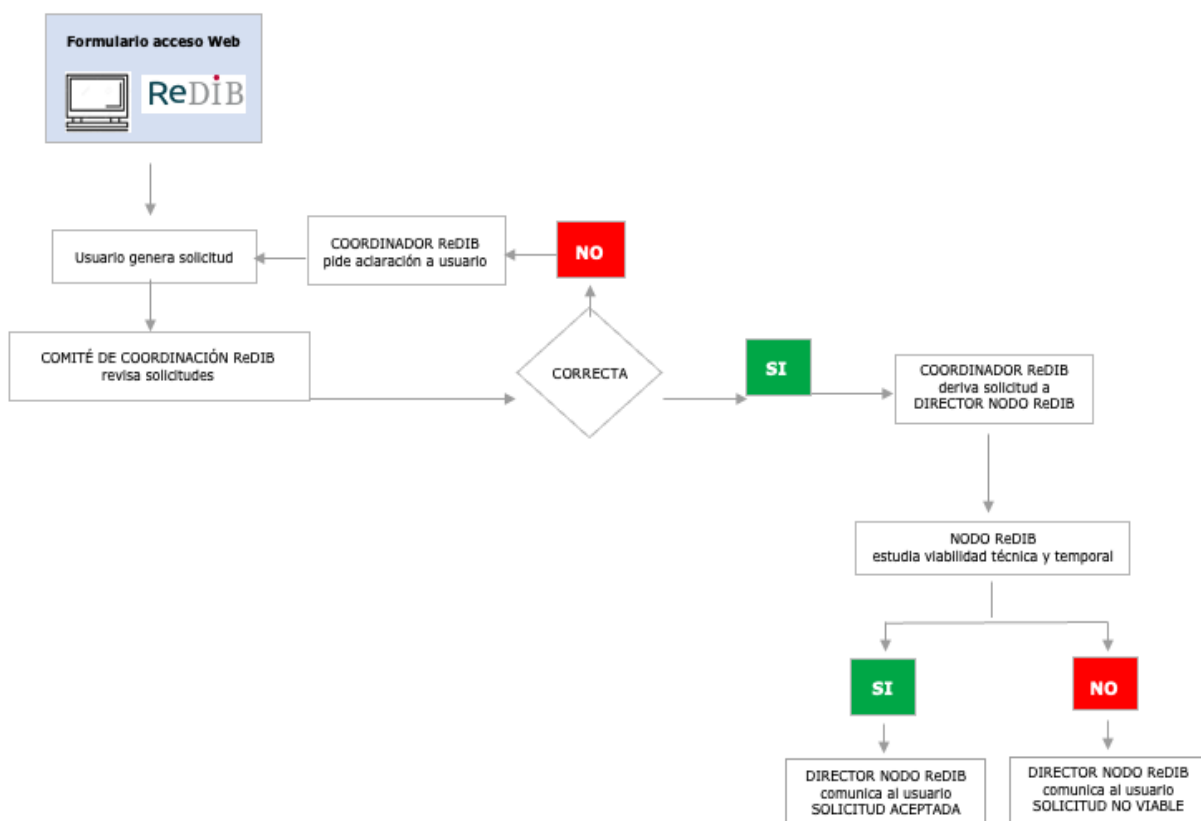 Formulario acceso Web
ReDIB
Usuario genera solicitud
COORDINADOR ReDIB
pide aclaración a usuario
NO
COMITÉ DE COORDINACIÓN ReDIB
revisa solicitudes
CORRECTA
SI
COORDINADOR ReDIB
deriva solicitud a
DIRECTOR NODO ReDIB
NODO ReDIB
estudia viabilidad técnica y temporal
SI
NO
DIRECTOR NODO ReDIB
comunica al usuario
SOLICITUD ACEPTADA
DIRECTOR NODO ReDIB
comunica al usuario
SOLICITUD NO VIABLE